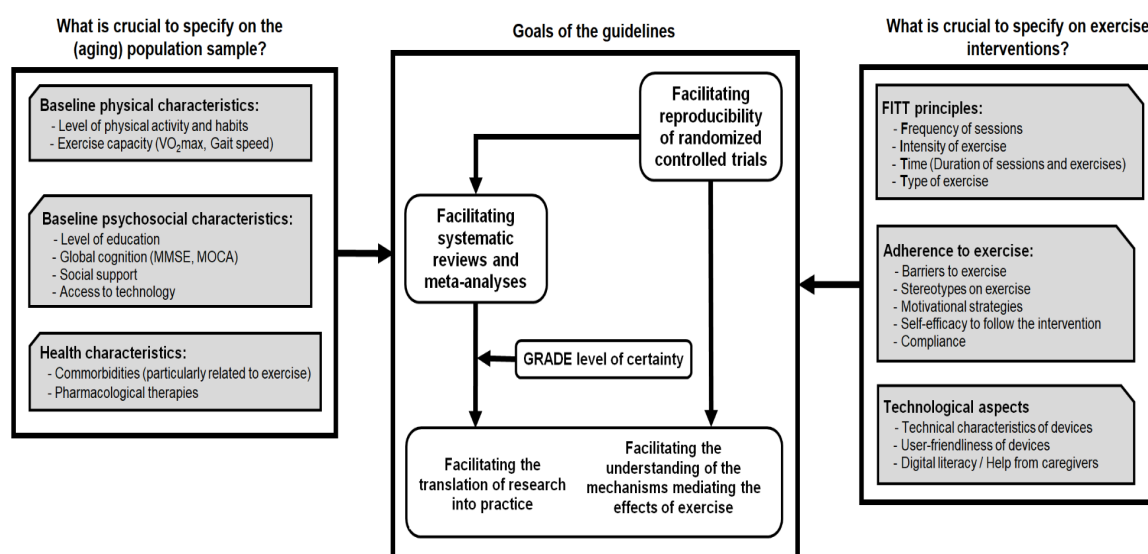 What is crucial to specify on the
(aging) population sample?
Baseline physical characteristics:
- Level of physical activity and habits
- Exercise capacity (VO₂max, Gait speed)
Baseline psychosocial characteristics:
- Level of education
- Global cognition (MMSE, MOCA)
- Social support
- Access to technology
Health characteristics:
- Commorbidities (particularly related to exercise)
- Pharmacological therapies
Goals of the guidelines
Facilitating
reproducibility
of randomized
controlled trials
Facilitating
systematic
reviews and
meta-analyses
GRADE level of certainty
Facilitating the
translation of research
into practice
Facilitating the
understanding of the
mechanisms mediating the
effects of exercise
What is crucial to specify on exercise
interventions?
FITT principles:
- Frequency of sessions
- Intensity of exercise
- Time (Duration of sessions and exercises)
- Type of exercise
Adherence to exercise:
- Barriers to exercise
- Stereotypes on exercise
- Motivational strategies
- Self-efficacy to follow the intervention
- Compliance
Technological aspects
- Technical characteristics of devices
- User-friendliness of devices
- Digital literacy / Help from caregivers